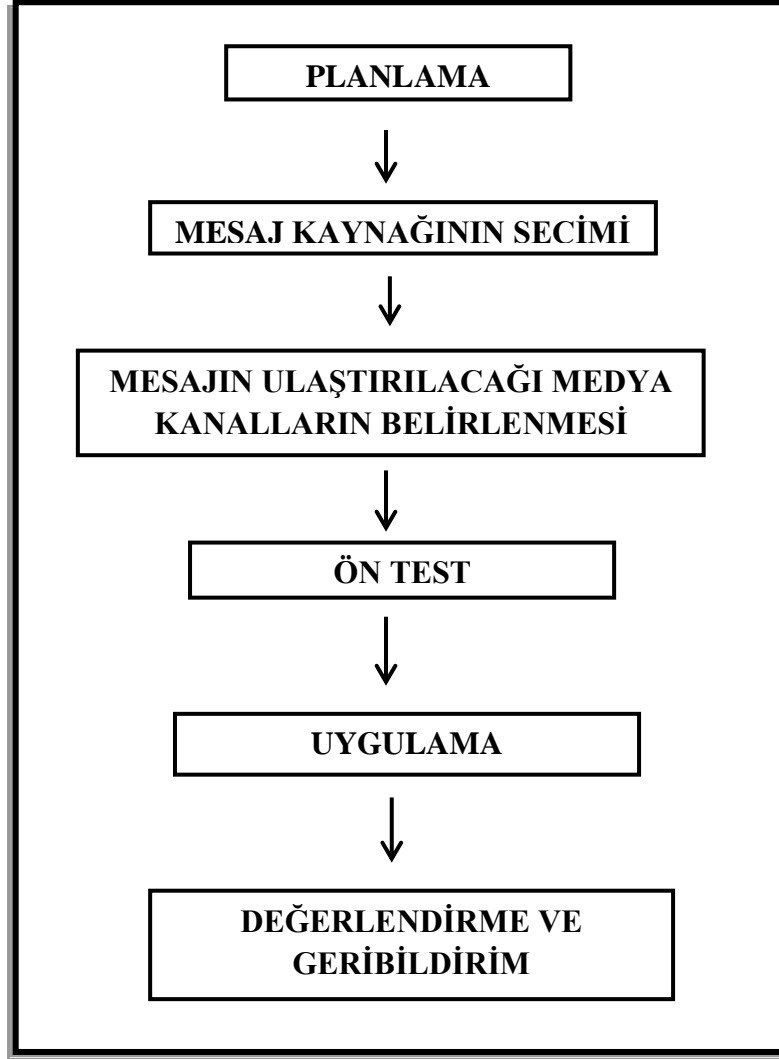 PLANLAMA
MESAJ KAYNAĞININ SECİMİ
MESAJIN ULAŞTIRILACAĞI MEDYA
KANALLARIN BELİRLENMESİ
ÖN TEST
UYGULAMA
DEĞERLENDİRME VE
GERİBİLDİRİM